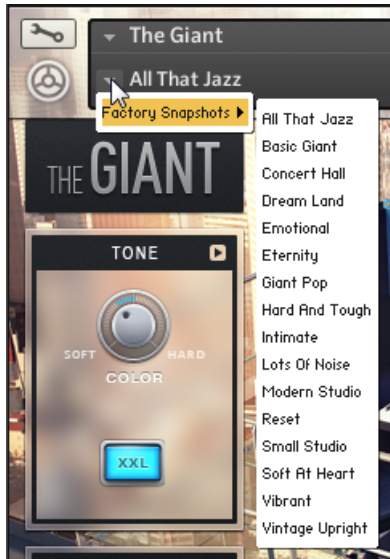 The Giant
All That Jazz
Factory Snapshots
All That Jazz
Basic Giant
Concert Hall
Dream Land
Emotional
Eternity
Giant Pop
Hard And Tough
Intimate
Lots Of Noise
Modern Studio
Reset
Small Studio
Soft At Heart
Vibrant
Vintage Upright
THE GIANT
TONE
SOFT HARD
COLOR
XXL